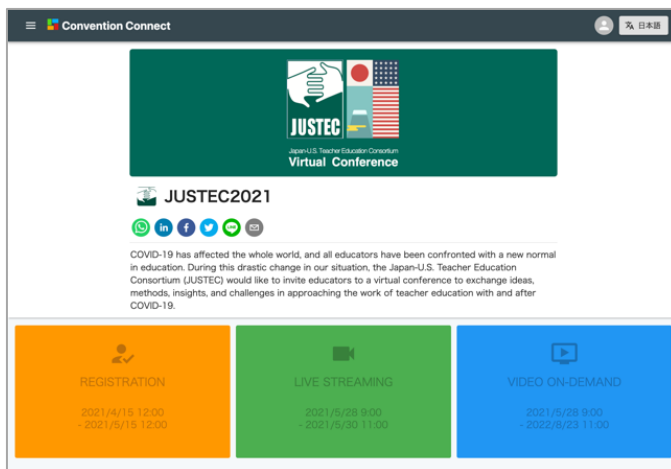 Convention Connect
日本語
JUSTEC
Japan-U.S. Teacher Education Consortium
Virtual Conference
JUSTEC2021
in
f
LINE
COVID-19 has affected the whole world, and all educators have been confronted with a new normal
in education. During this drastic change in our situation, the Japan-U.S. Teacher Education
Consortium (JUSTEC) would like to invite educators to a virtual conference to exchange ideas,
methods, insights, and challenges in approaching the work of teacher education with and after
COVID-19.
REGISTRATION
2021/4/15 12:00
- 2021/5/15 12:00
LIVE STREAMING
2021/5/28 9:00
- 2021/5/30 11:00
VIDEO ON-DEMAND
2021/5/28 9:00
- 2022/8/23 11:00